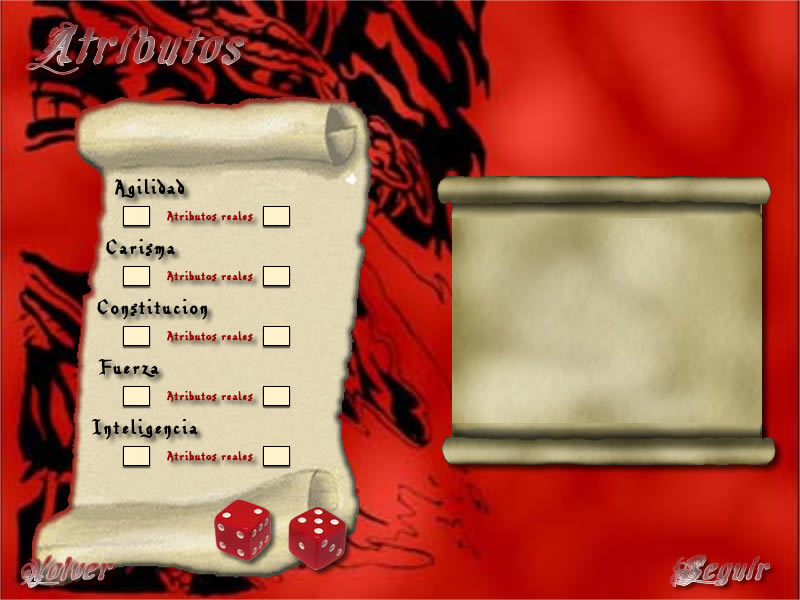 Atributos
Agilidad
Atributos reales
Carisma
Atributos reales
Constitucion
Atributos reales
Fuerza
Atributos reales
Inteligencia
Atributos reales
Volver
Seguir